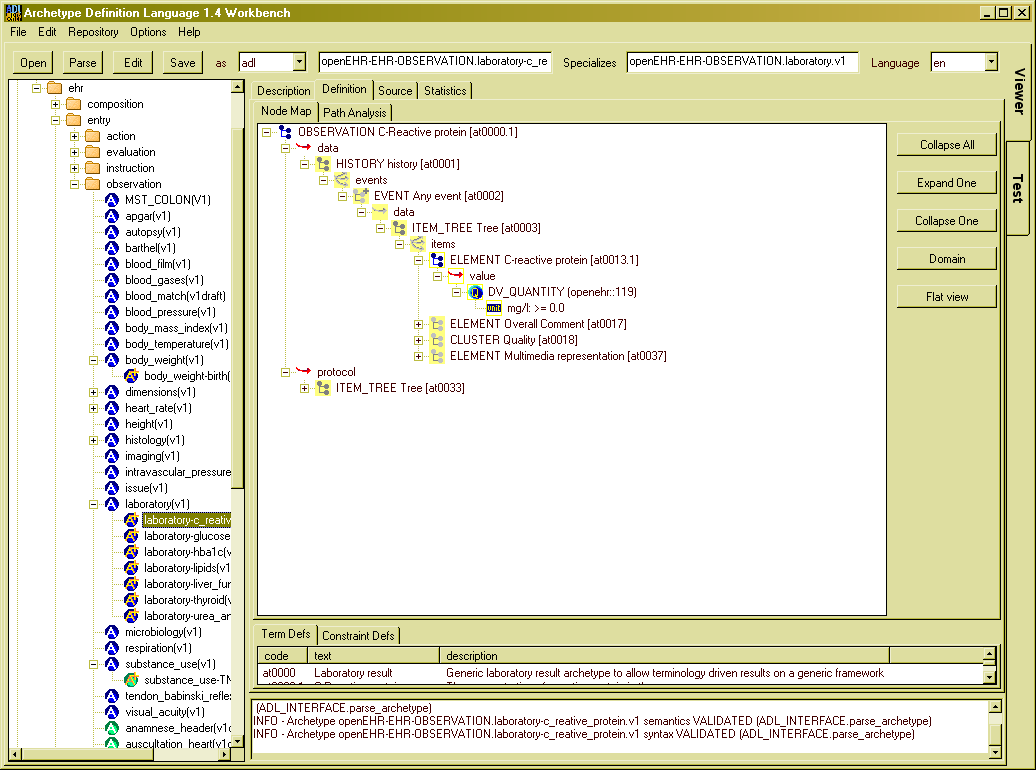 Archetype Definition Language 1.4 Workbench
File Edit Repository Options Help
Open Parse Edit Save as adl openEHR-EHR-OBSERVATION.laboratory-c_re Specializes openEHR-EHR-OBSERVATION.laboratory.v1 Language en
ehr
composition
entry
action
evaluation
instruction
observation
MST_COLON(V1)
apgar(v1)
autopsy(v1)
barthel(v1)
blood_film(v1)
blood_gases(v1)
blood_match(v1draft)
blood_pressure(v1)
body_mass_index(v1)
body_temperature(v1)
body_weight(v1)
body_weight-birth(
dimensions(v1)
heart_rate(v1)
height(v1)
histology(v1)
imaging(v1)
intravascular_pressure
issue(v1)
laboratory(v1)
laboratory-c_reativ
laboratory-glucose
laboratory-hba1c(v
laboratory-lipids(v1
laboratory-liver_fur
laboratory-thyroid(v
laboratory-urea_ar
microbiology(v1)
respiration(v1)
substance_use(v1)
substance_use-TN
tendon_babinski_refle
visual_acuity(v1)
anamnese_header(v1c
auscultation_heart(v1c
Description Definition Source Statistics
Node Map Path Analysis
OBSERVATION C-Reactive protein [at0000.1]
data
HISTORY history [at0001]
events
EVENT Any event [at0002]
data
ITEM_TREE Tree [at0003]
items
ELEMENT C-reactive protein [at0013.1]
value
DV_QUANTITY (openehr::119)
unit mg/l: >= 0.0
ELEMENT Overall Comment [at0017]
CLUSTER Quality [at0018]
ELEMENT Multimedia representation [at0037]
protocol
ITEM_TREE Tree [at0033]
Collapse All
Expand One
Collapse One
Domain
Flat view
Viewer
Test
Term Defs Constraint Defs
code text description
at0000 Laboratory result Generic laboratory result archetype to allow terminology driven results on a generic framework
(ADL_INTERFACE.parse_archetype)
INFO - Archetype openEHR-EHR-OBSERVATION.laboratory-c_reative_protein.v1 semantics VALIDATED (ADL_INTERFACE.parse_archetype)
INFO - Archetype openEHR-EHR-OBSERVATION.laboratory-c_reative_protein.v1 syntax VALIDATED (ADL_INTERFACE.parse_archetype)